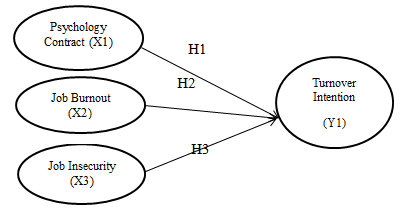 Psychology
Contract (X1)
H1
H2
Job Burnout
(X2)
Turnover
Intention
(Y1)
H3
Job Insecurity
(X3)